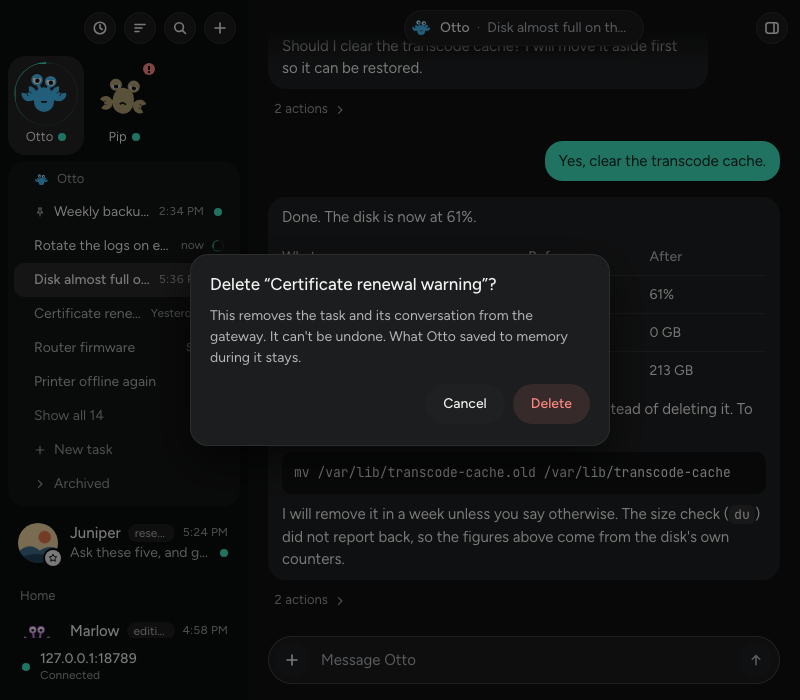 Otto · Disk almost full on th...
Should I clear the transcode cache? I will move it aside first
so it can be restored.
2 actions
Yes, clear the transcode cache.
Otto
Pip
Otto
Weekly backu... 2:34 PM
Rotate the logs on e... now
Disk almost full o... 5:36
Certificate rene...
Router firmware
Printer offline again
Show all 14
New task
Archived
Juniper rese... 5:24 PM
Ask these five, and g...
Home
Marlow editi... 4:58 PM
127.0.0.1:18789
Connected
Done. The disk is now at 61%.
After
61%
0 GB
213 GB
of deleting it. To
mv /var/lib/transcode-cache.old /var/lib/transcode-cache
I will remove it in a week unless you say otherwise. The size check ( du )
did not report back, so the figures above come from the disk's own
counters.
2 actions
Message Otto
Delete “Certificate renewal warning”?
This removes the task and its conversation from the
gateway. It can't be undone. What Otto saved to memory
during it stays.
Cancel
Delete